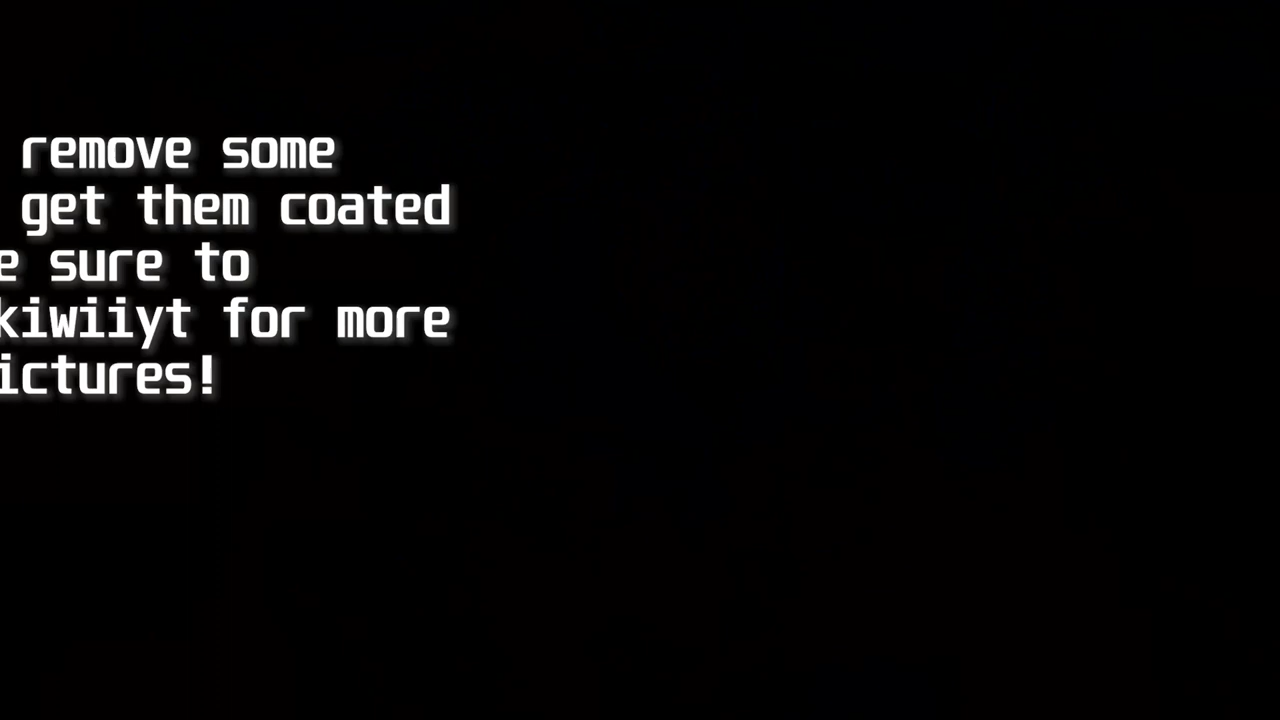 remove some
get them coated
e sure to
kiwiiyt for more
ictures!